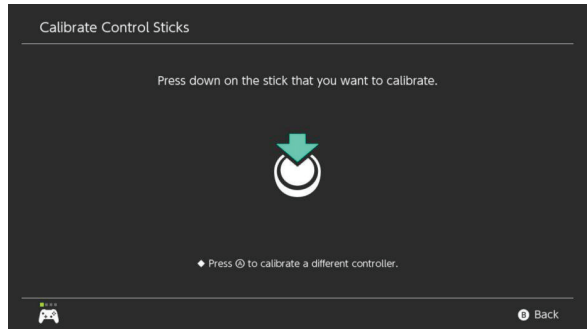 Calibrate Control Sticks
Press down on the stick that you want to calibrate.
◆ Press Ⓐ to calibrate a different controller.
Ⓑ Back